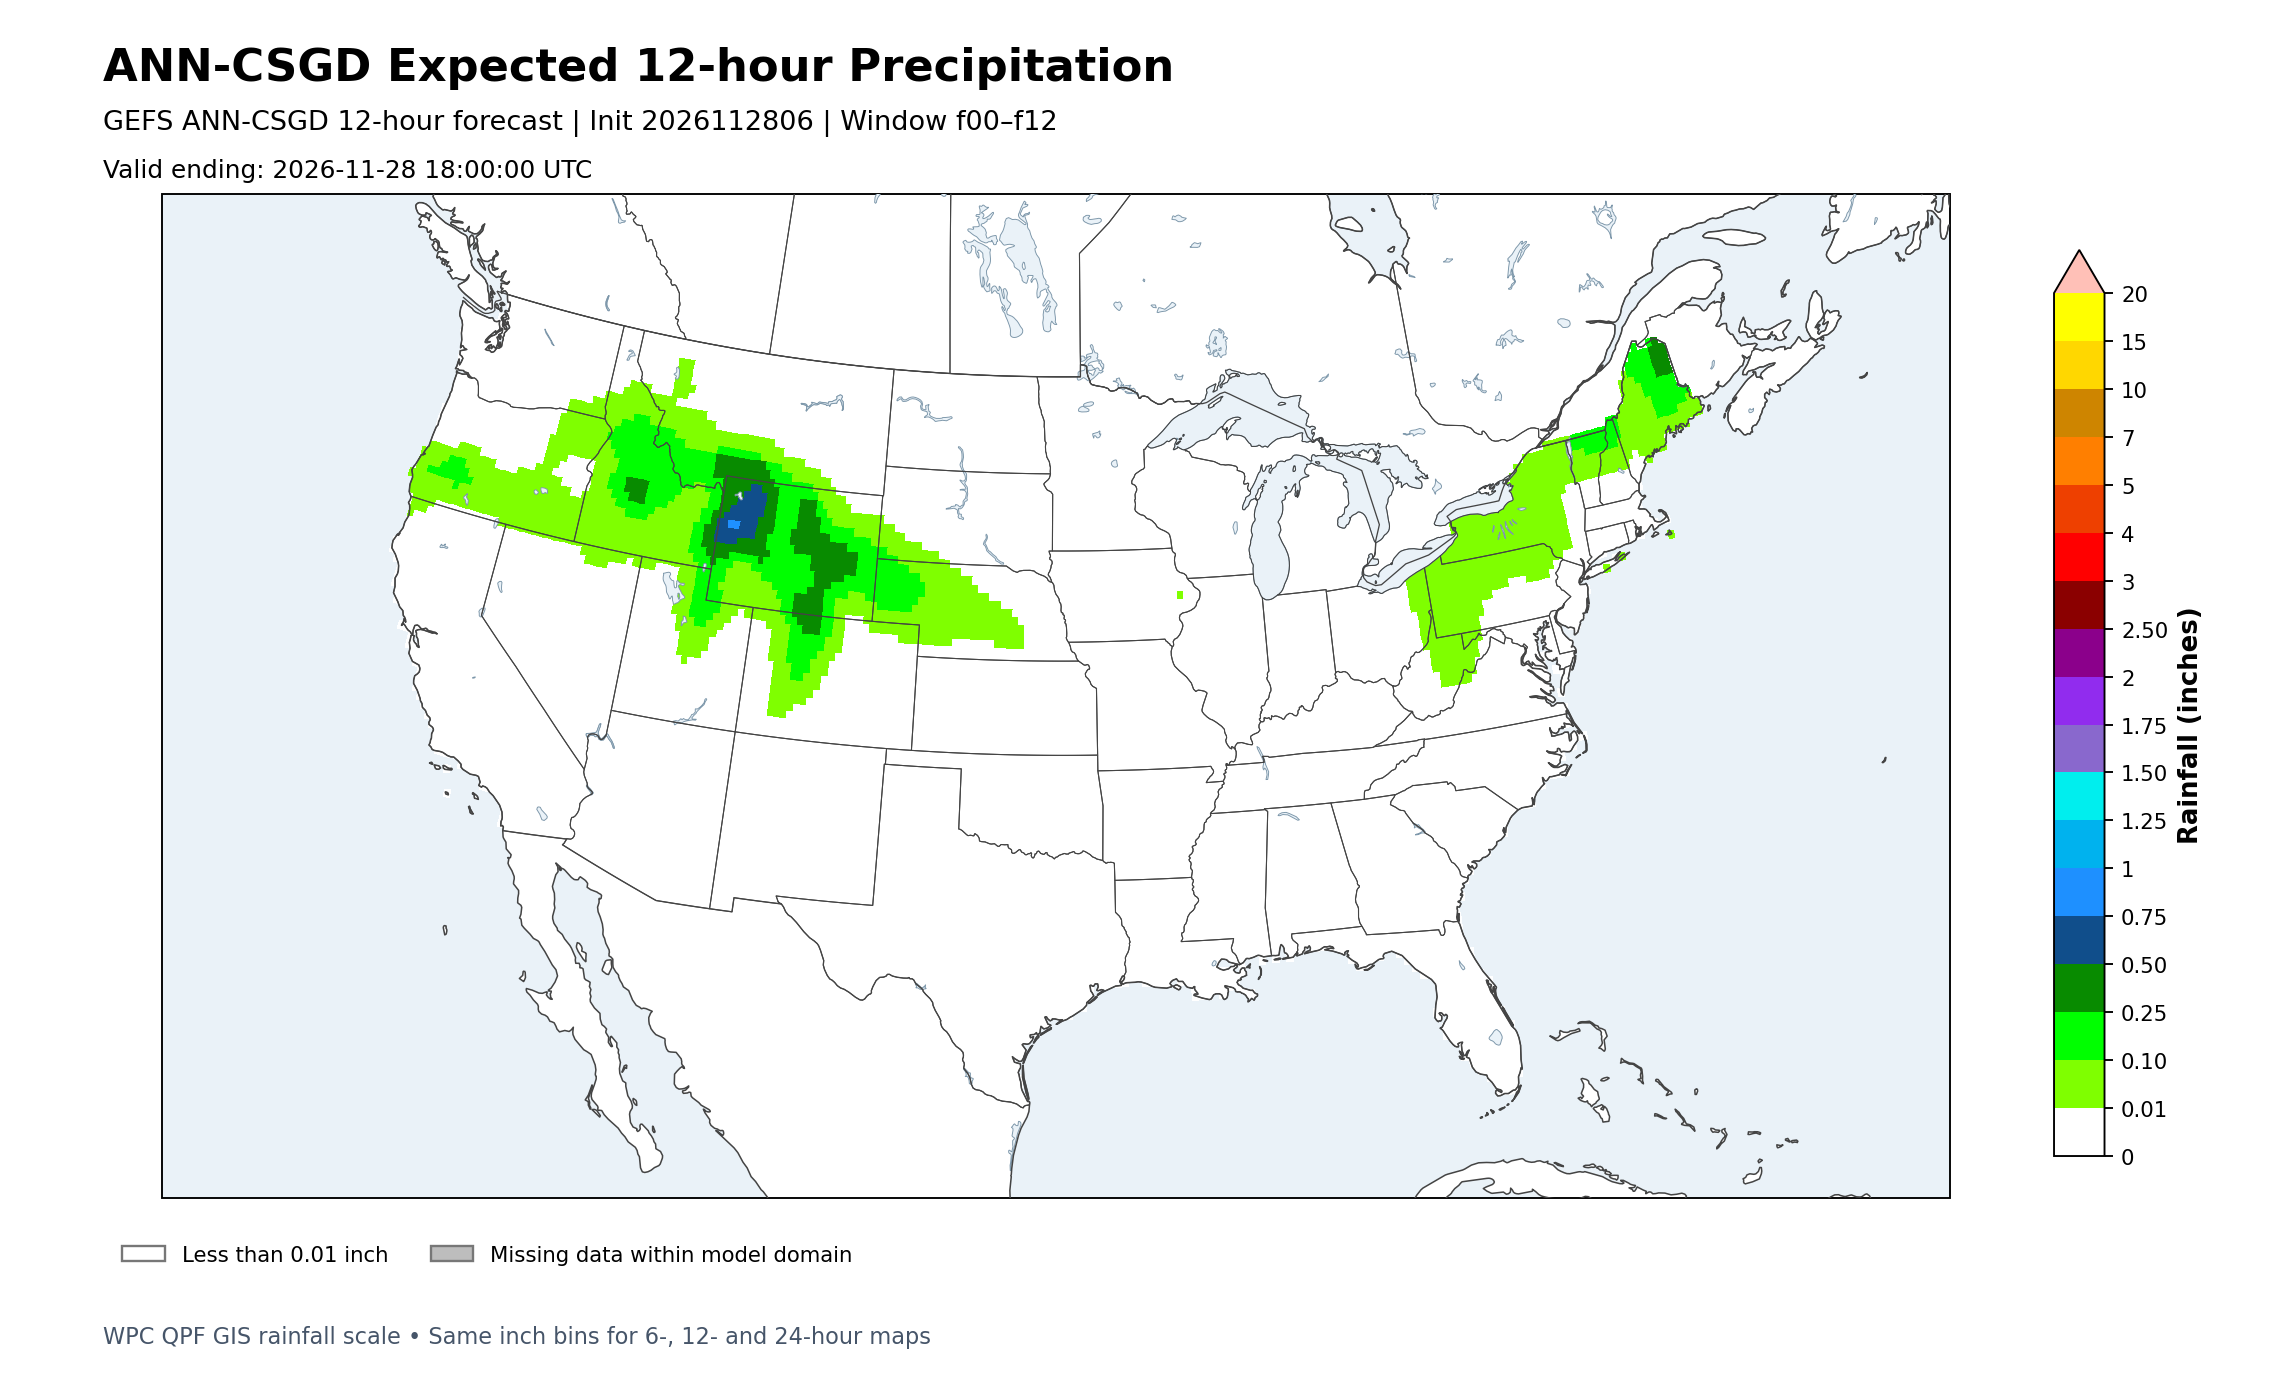 ANN-CSGD Expected 12-hour Precipitation
GEFS ANN-CSGD 12-hour forecast | Init 2026112806 | Window f00–f12
Valid ending: 2026-11-28 18:00:00 UTC
20
15
10
7
5
4
3
2.50
2
1.75
1.50
1.25
1
0.75
0.50
0.25
0.10
0.01
0
Rainfall (inches)
Less than 0.01 inch
Missing data within model domain
WPC QPF GIS rainfall scale • Same inch bins for 6-, 12- and 24-hour maps